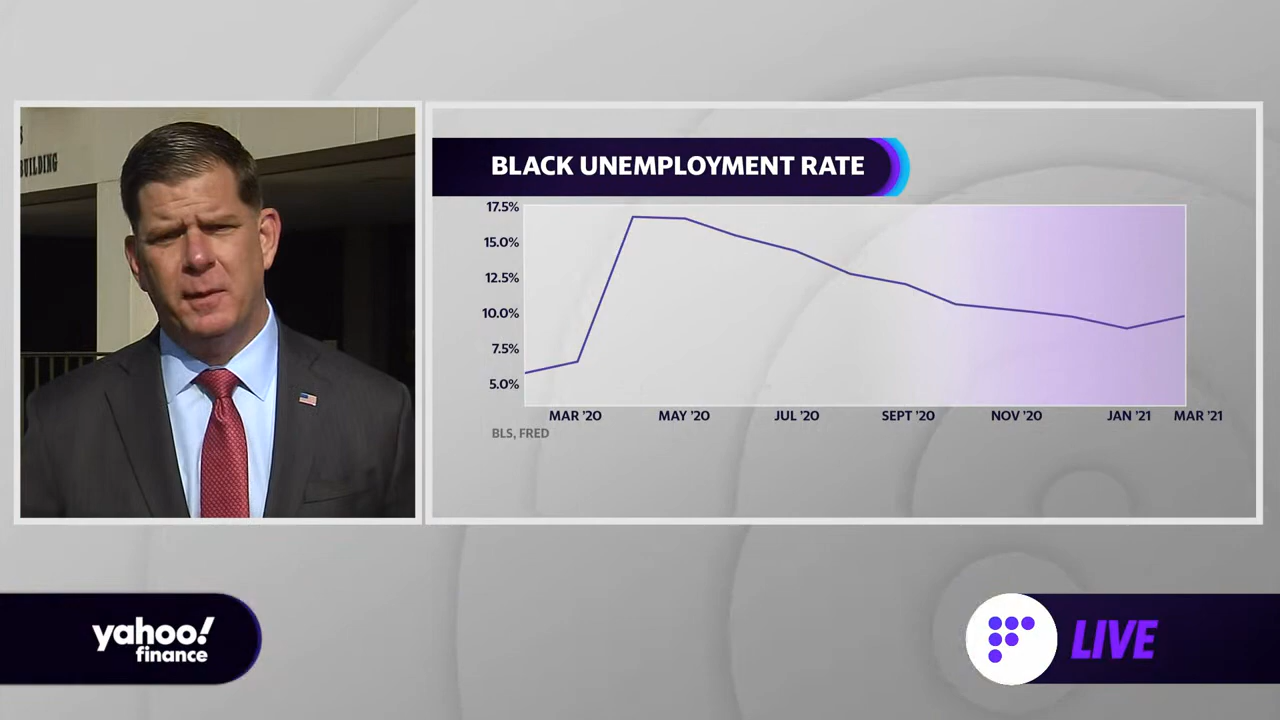 S
BUILDING
BLACK UNEMPLOYMENT RATE
17.5%
15.0%
12.5%
10.0%
7.5%
5.0%
MAR '20 MAY '20 JUL '20 SEPT '20 NOV '20 JAN '21 MAR '21
BLS, FRED
yahoo!
finance
LIVE